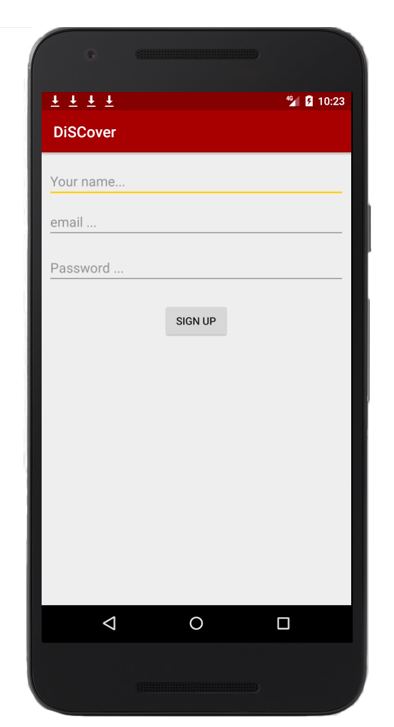 4G 10:23
DiSCover
Your name...
email ...
Password ...
SIGN UP